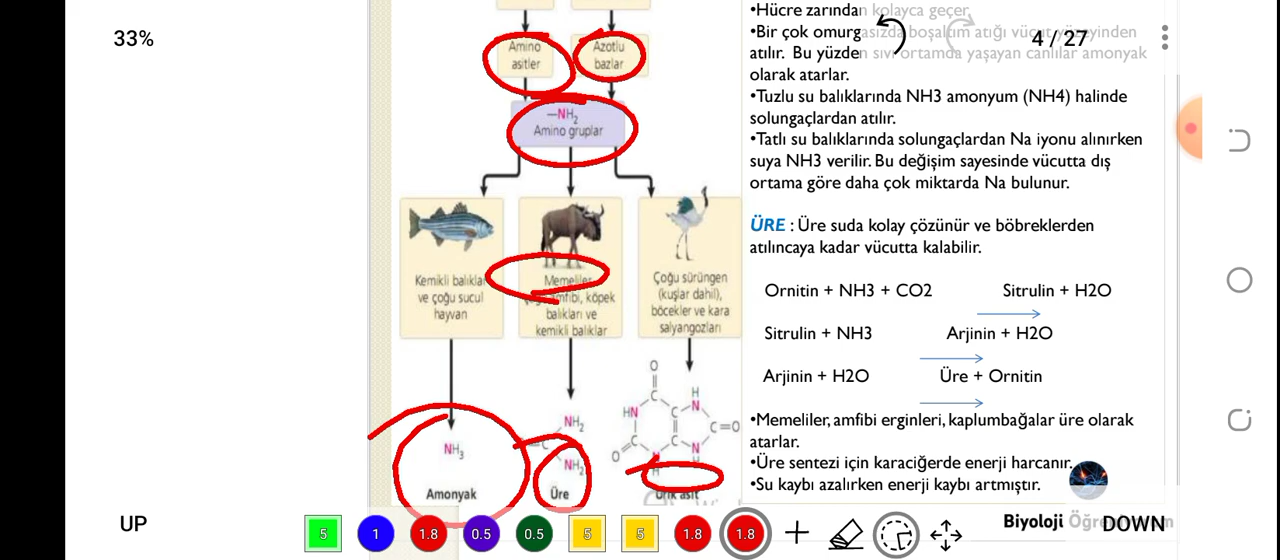 33%
4 / 27
Amino
asitler
Azotlu
bazlar
—NH2
Amino gruplar
Kemikli balıklar
ve çoğu sucul
hayvan
Memeliler,
amfibi, köpek
balıkları ve
kemikli balıklar
Çoğu sürüngen
(kuşlar dahil),
böcekler ve kara
salyangozları
NH3
Amonyak
NH2
C
NH2
Üre
O
C
H
HN
C
N
C=O
C
C
O
N
N
H
H
Ürik asit
•Hücre zarından kolayca geçer.
•Bir çok omurgasızda boşaltım atığı vücut yüzeyinden
atılır. Bu yüzden sıvı ortamda yaşayan canlılar amonyak
olarak atarlar.
•Tuzlu su balıklarında NH3 amonyum (NH4) halinde
solungaçlardan atılır.
•Tatlı su balıklarında solungaçlardan Na iyonu alınırken
suya NH3 verilir. Bu değişim sayesinde vücutta dış
ortama göre daha çok miktarda Na bulunur.
ÜRE : Üre suda kolay çözünür ve böbreklerden
atılıncaya kadar vücutta kalabilir.
Ornitin + NH3 + CO2 Sitrulin + H2O
Sitrulin + NH3 Arjinin + H2O
Arjinin + H2O Üre + Ornitin
•Memeliler, amfibi erginleri, kaplumbağalar üre olarak
atarlar.
•Üre sentezi için karaciğerde enerji harcanır.
•Su kaybı azalırken enerji kaybı artmıştır.
Biyoloji
UP
5
1
1.8
0.5
0.5
5
5
1.8
1.8
DOWN